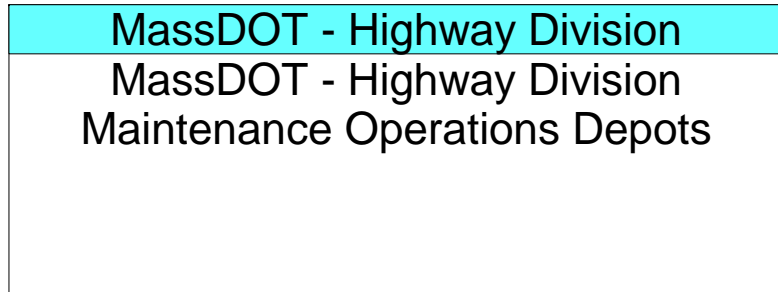 MassDOT - Highway Division
MassDOT - Highway Division
Maintenance Operations Depots